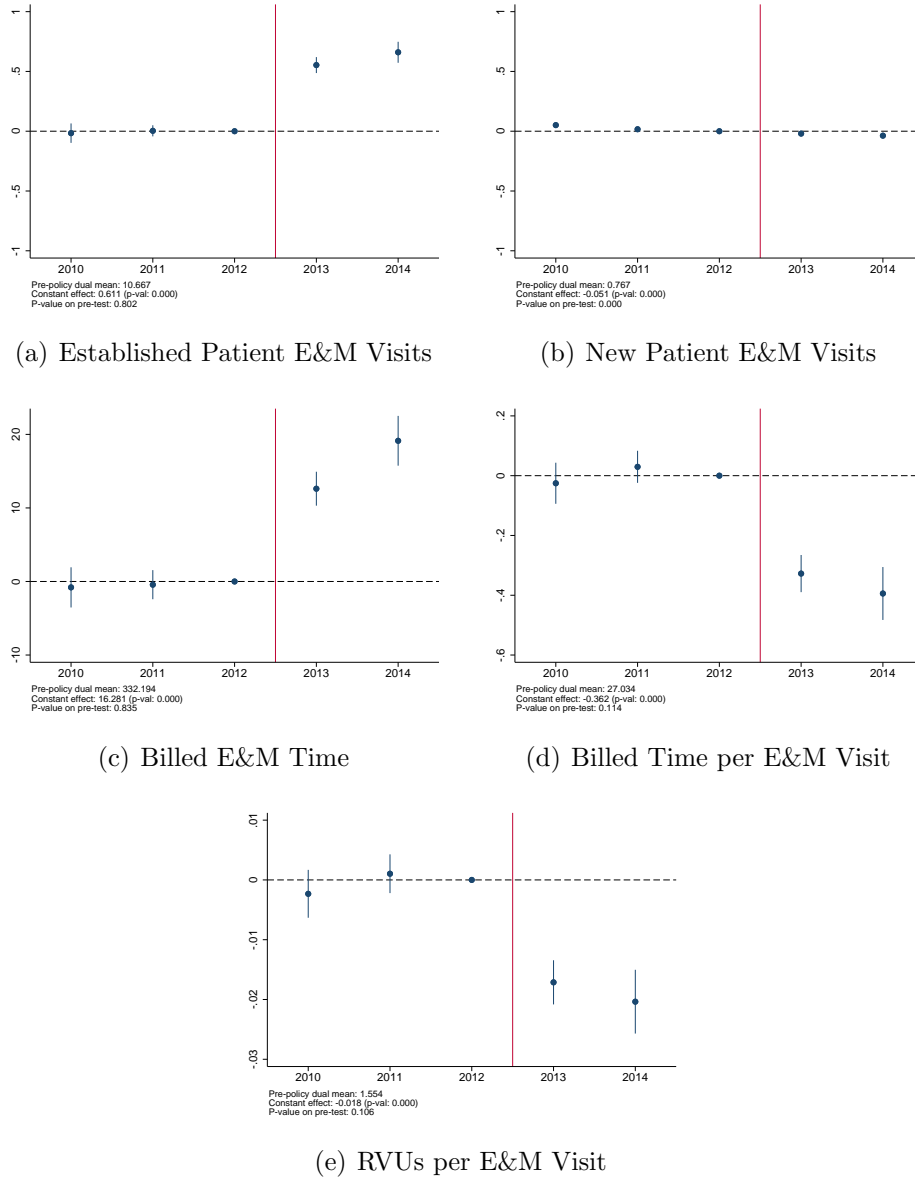 1
.5
0
-.5
-1
2010 2011 2012 2013 2014
Pre-policy dual mean: 10.667
Constant effect: 0.611 (p-val: 0.000)
P-value on pre-test: 0.802
(a) Established Patient E&M Visits
1
.5
0
-.5
-1
2010 2011 2012 2013 2014
Pre-policy dual mean: 0.767
Constant effect: -0.051 (p-val: 0.000)
P-value on pre-test: 0.000
(b) New Patient E&M Visits
20
10
0
-10
2010 2011 2012 2013 2014
Pre-policy dual mean: 332.194
Constant effect: 16.281 (p-val: 0.000)
P-value on pre-test: 0.835
(c) Billed E&M Time
.2
0
-.2
-.4
-.6
2010 2011 2012 2013 2014
Pre-policy dual mean: 27.034
Constant effect: -0.362 (p-val: 0.000)
P-value on pre-test: 0.114
(d) Billed Time per E&M Visit
.01
0
-.01
-.02
-.03
2010 2011 2012 2013 2014
Pre-policy dual mean: 1.554
Constant effect: -0.018 (p-val: 0.000)
P-value on pre-test: 0.106
(e) RVUs per E&M Visit